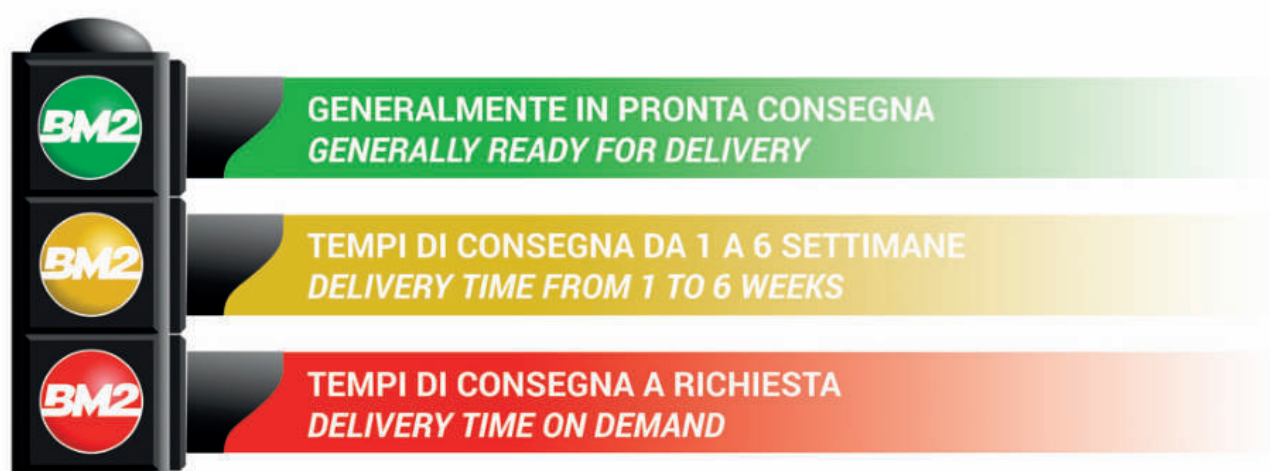 BM2
GENERALMENTE IN PRONTA CONSEGNA
GENERALLY READY FOR DELIVERY
BM2
TEMPI DI CONSEGNA DA 1 A 6 SETTIMANE
DELIVERY TIME FROM 1 TO 6 WEEKS
BM2
TEMPI DI CONSEGNA A RICHIESTA
DELIVERY TIME ON DEMAND